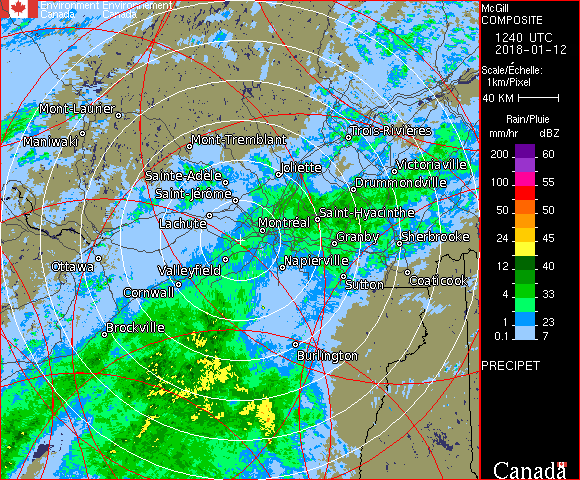 Environment Environnement
Canada Canada
McGill
COMPOSITE
1240 UTC
2018-01-12
Scale/Échelle:
1km/Pixel
40 KM
Rain/Pluie
mm/hr dBZ
200 60
100 55
50 50
24 45
12 40
4 33
1 23
0.1 7
PRECIPET
Canada
Mont-Laurier
Maniwaki
Mont-Tremblant
Trois-Rivières
Sainte-Adèle
Joliette
Victoriaville
Saint-Jérôme
Drummondville
Lachute
Montréal
Saint-Hyacinthe
Granby
Sherbrooke
Ottawa
Valleyfield
Napierville
Cornwall
Sutton
Coaticook
Brockville
Burlington